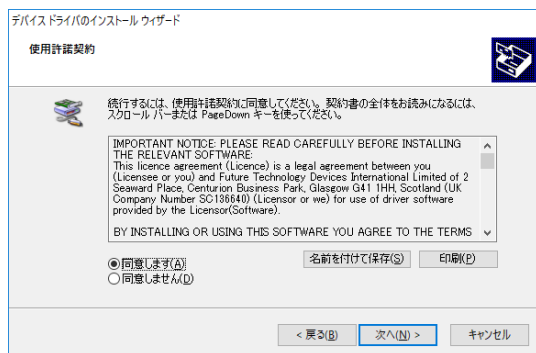 デバイス ドライバのインストール ウィザード
使用許諾契約
続行するには、使用許諾契約に同意してください。契約書の全体をお読みになるには、
スクロール バーまたは PageDown キーを使ってください。
IMPORTANT NOTICE: PLEASE READ CAREFULLY BEFORE INSTALLING
THE RELEVANT SOFTWARE:
This licence agreement (Licence) is a legal agreement between you
(Licensee or you) and Future Technology Devices International Limited of 2
Seaward Place, Centurion Business Park, Glasgow G41 1HH, Scotland (UK
Company Number SC136640) (Licensor or we) for use of driver software
provided by the Licensor(Software).
BY INSTALLING OR USING THIS SOFTWARE YOU AGREE TO THE TERMS
同意します(A)
名前を付けて保存(S)
印刷(P)
同意しません(D)
< 戻る(B)
次へ(N) >
キャンセル